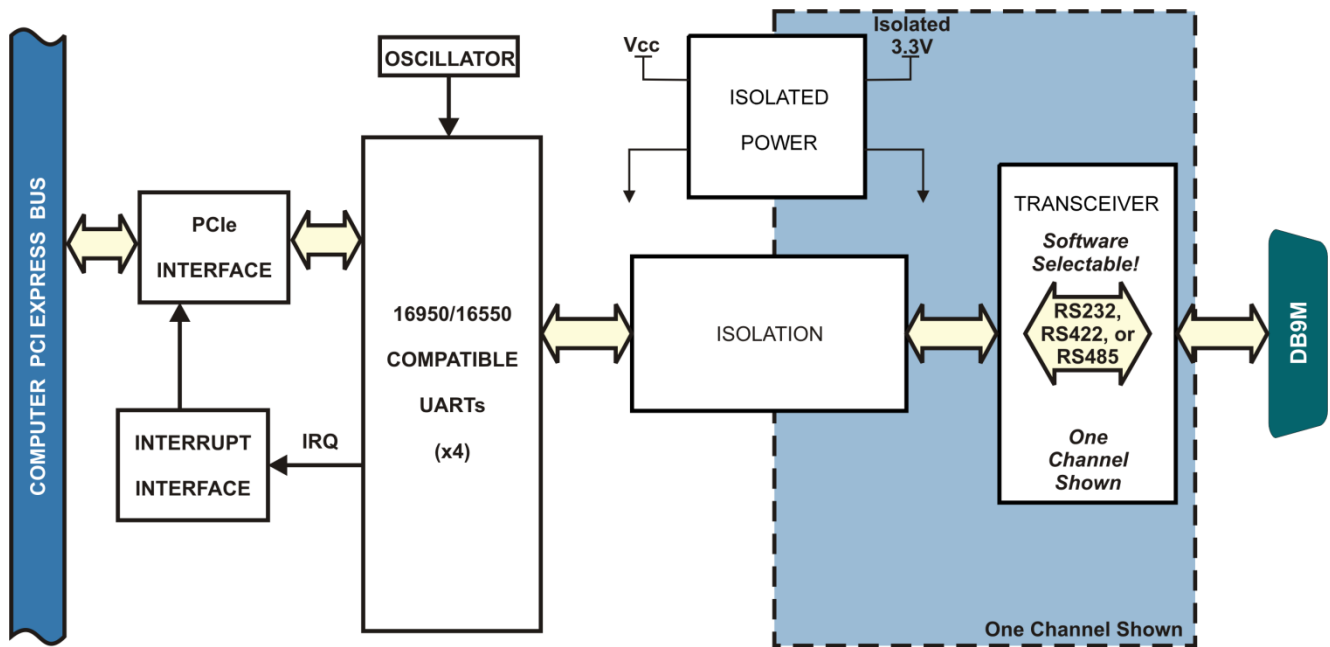 COMPUTER PCI EXPRESS BUS
OSCILLATOR
PCIe
INTERFACE
INTERRUPT
INTERFACE
IRQ
16950/16550
COMPATIBLE
UARTs
(x4)
Vcc
ISOLATED
POWER
Isolated
3.3V
ISOLATION
TRANSCEIVER
Software
Selectable!
RS232,
RS422, or
RS485
One
Channel
Shown
One Channel Shown
DB9M